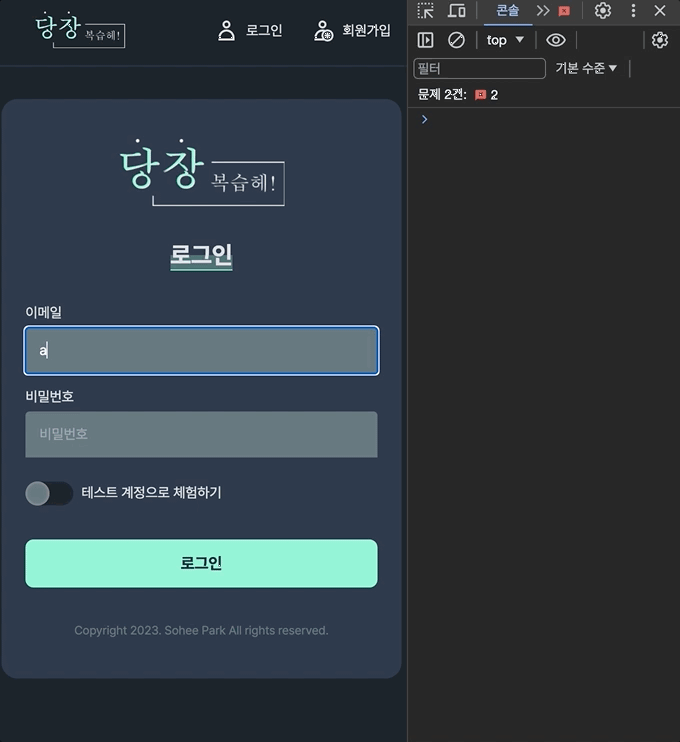 당장 복습해!
로그인
회원가입
당장 복습해!
로그인
이메일
a
비밀번호
비밀번호
테스트 계정으로 체험하기
로그인
Copyright 2023. Sohee Park All rights reserved.
콘솔
top
필터
기본 수준
문제 2건: 2